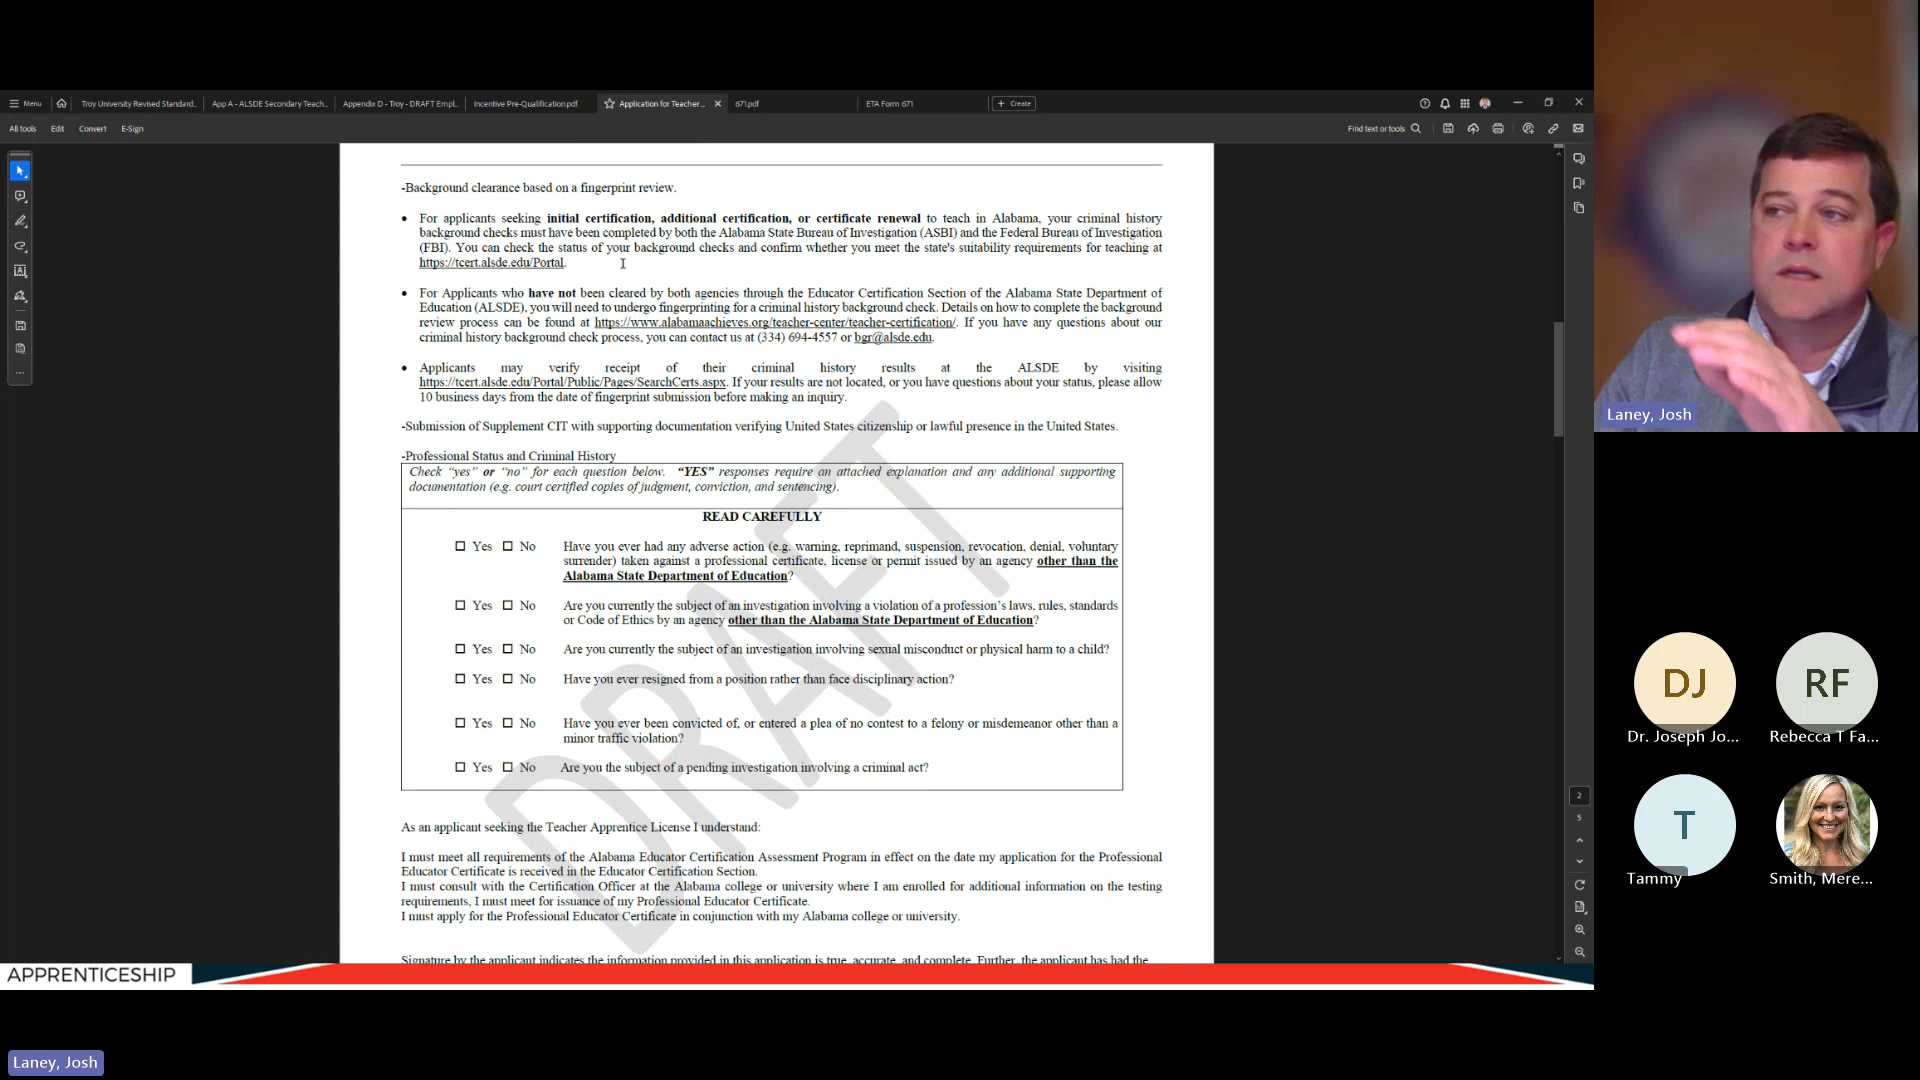 Menu
Troy University Revised Standard...
App A - ALSDE Secondary Teach...
Appendix D - Troy - DRAFT Empl...
Incentive Pre-Qualification.pdf
Application for Teacher ...
671.pdf
ETA Form 671
+ Create
All tools
Edit
Convert
E-Sign
Find text or tools
-Background clearance based on a fingerprint review.
• For applicants seeking initial certification, additional certification, or certificate renewal to teach in Alabama, your criminal history
background checks must have been completed by both the Alabama State Bureau of Investigation (ASBI) and the Federal Bureau of Investigation
(FBI). You can check the status of your background checks and confirm whether you meet the state's suitability requirements for teaching at
https://tcert.alsde.edu/Portal.
• For Applicants who have not been cleared by both agencies through the Educator Certification Section of the Alabama State Department of
Education (ALSDE), you will need to undergo fingerprinting for a criminal history background check. Details on how to complete the background
review process can be found at https://www.alabamaachieves.org/teacher-center/teacher-certification/. If you have any questions about our
criminal history background check process, you can contact us at (334) 694-4557 or bgr@alsde.edu.
• Applicants may verify receipt of their criminal history results at the ALSDE by visiting
https://tcert.alsde.edu/Portal/Public/Pages/SearchCerts.aspx. If your results are not located, or you have questions about your status, please allow
10 business days from the date of fingerprint submission before making an inquiry.
-Submission of Supplement CIT with supporting documentation verifying United States citizenship or lawful presence in the United States.
-Professional Status and Criminal History
Check “yes” or “no” for each question below. “YES” responses require an attached explanation and any additional supporting
documentation (e.g. court certified copies of judgment, conviction, and sentencing).
READ CAREFULLY
☐ Yes ☐ No Have you ever had any adverse action (e.g. warning, reprimand, suspension, revocation, denial, voluntary
surrender) taken against a professional certificate, license or permit issued by an agency other than the
Alabama State Department of Education?
☐ Yes ☐ No Are you currently the subject of an investigation involving a violation of a profession’s laws, rules, standards
or Code of Ethics by an agency other than the Alabama State Department of Education?
☐ Yes ☐ No Are you currently the subject of an investigation involving sexual misconduct or physical harm to a child?
☐ Yes ☐ No Have you ever resigned from a position rather than face disciplinary action?
☐ Yes ☐ No Have you ever been convicted of, or entered a plea of no contest to a felony or misdemeanor other than a
minor traffic violation?
☐ Yes ☐ No Are you the subject of a pending investigation involving a criminal act?
As an applicant seeking the Teacher Apprentice License I understand:
I must meet all requirements of the Alabama Educator Certification Assessment Program in effect on the date my application for the Professional
Educator Certificate is received in the Educator Certification Section.
I must consult with the Certification Officer at the Alabama college or university where I am enrolled for additional information on the testing
requirements, I must meet for issuance of my Professional Educator Certificate.
I must apply for the Professional Educator Certificate in conjunction with my Alabama college or university.
Signature by the applicant indicates the information provided in this application is true, accurate, and complete. Further, the applicant has had the
DRAFT
2
5
APPRENTICESHIP
Laney, Josh
DJ
Dr. Joseph Jo...
RF
Rebecca T Fa...
T
Tammy
Smith, Mere...
Laney, Josh